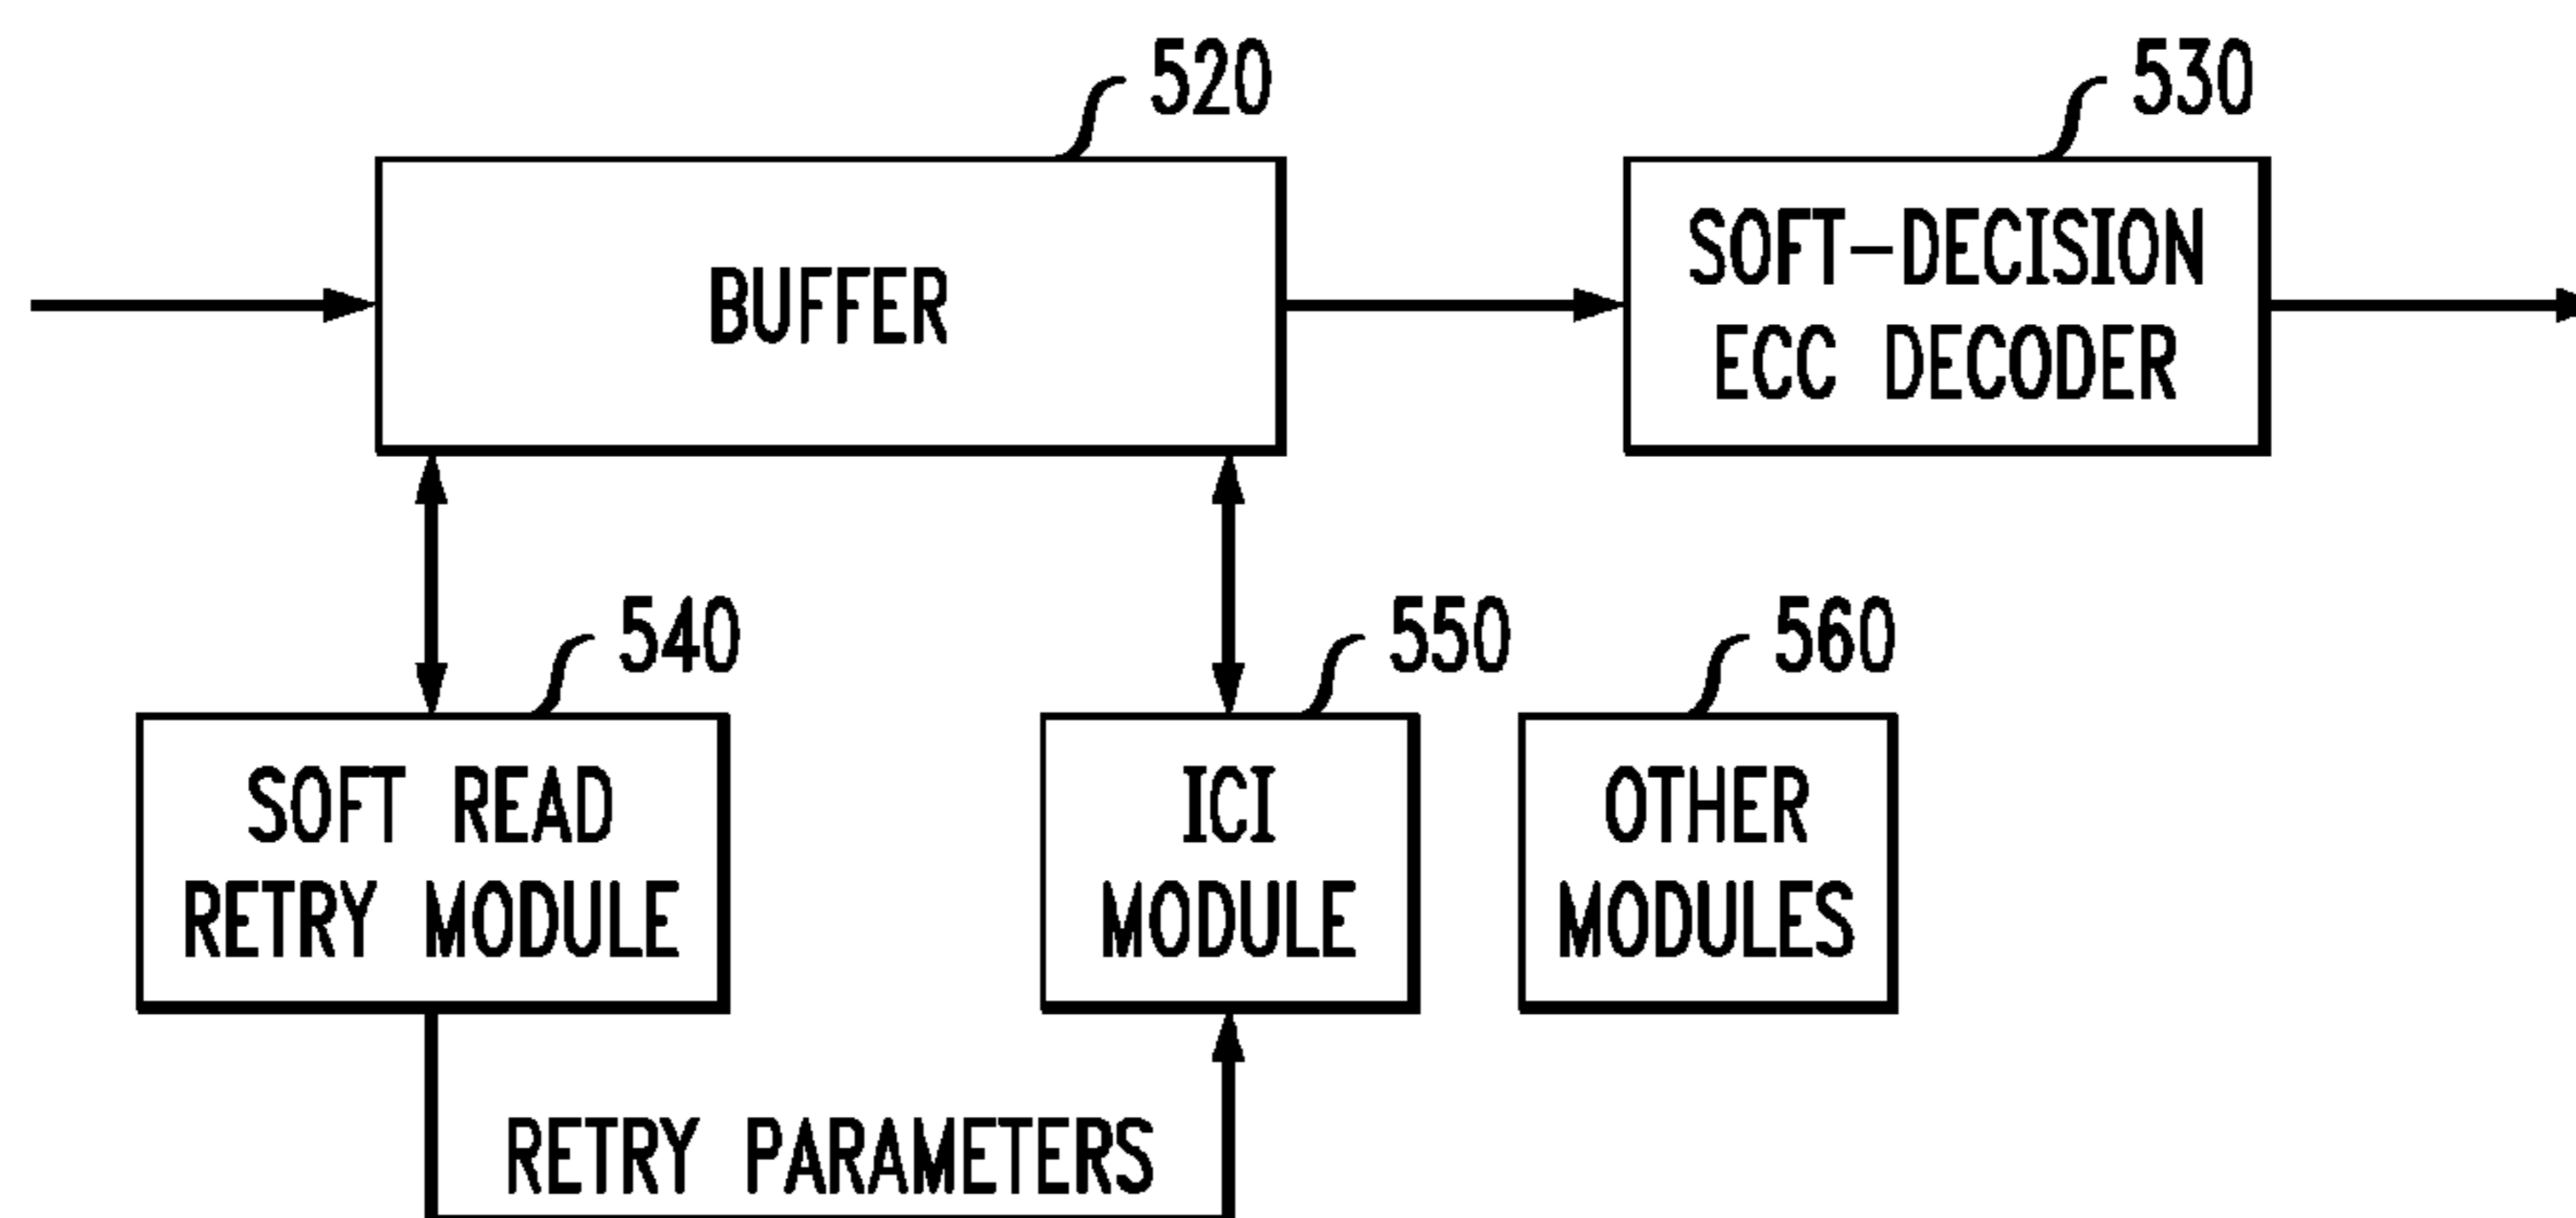 520
530
BUFFER
SOFT-DECISION
ECC DECODER
540
550
560
SOFT READ
RETRY MODULE
ICI
MODULE
OTHER
MODULES
RETRY PARAMETERS